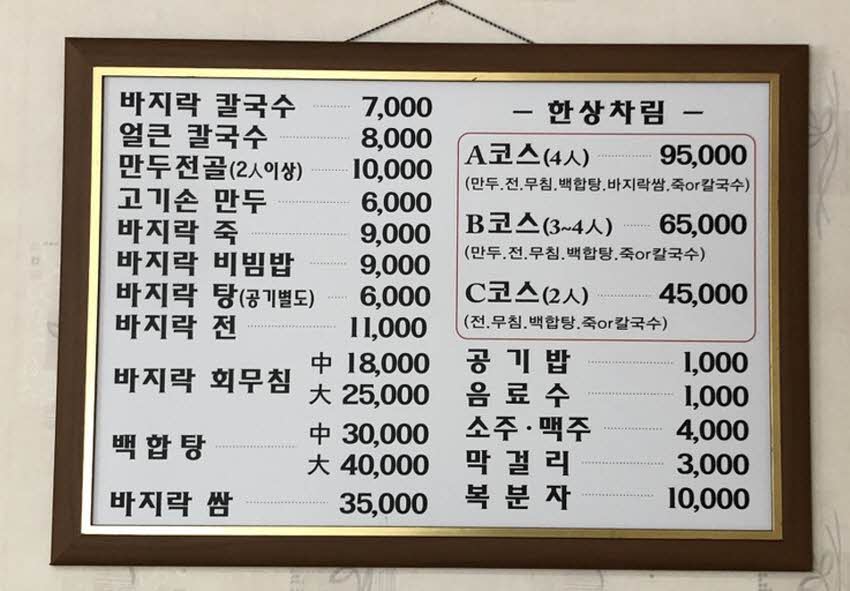 바지락 칼국수 7,000
얼큰 칼국수 8,000
만두전골(2人이상) 10,000
고기손 만두 6,000
바지락 죽 9,000
바지락 비빔밥 9,000
바지락 탕(공기별도) 6,000
바지락 전 11,000
바지락 회무침 中 18,000
大 25,000
백합탕 中 30,000
大 40,000
바지락 쌈 35,000
– 한상차림 –
A코스(4人) 95,000
(만두.전.무침.백합탕.바지락쌈.죽or칼국수)
B코스(3~4人) 65,000
(만두.전.무침.백합탕.죽or칼국수)
C코스(2人) 45,000
(전.무침.백합탕.죽or칼국수)
공기밥 1,000
음료수 1,000
소주·맥주 4,000
막걸리 3,000
복분자 10,000